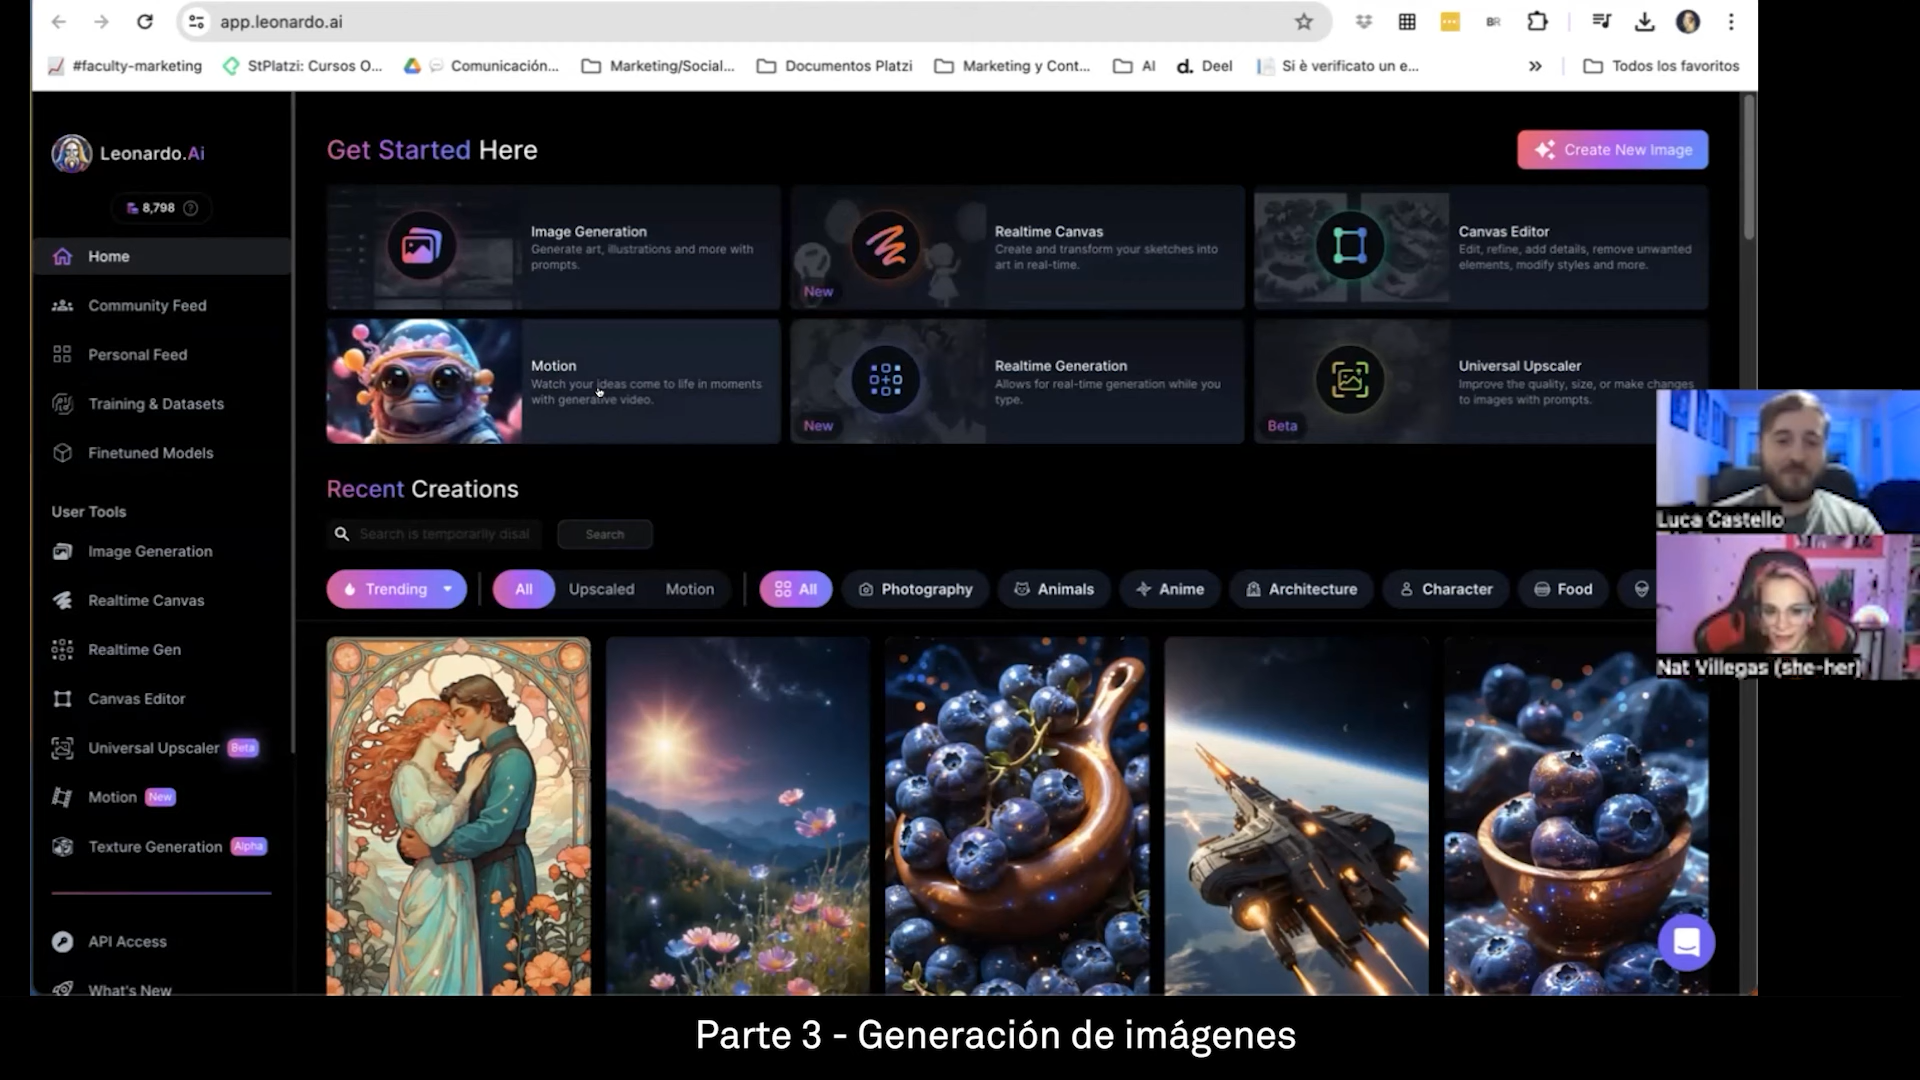 app.leonardo.ai
BR
#faculty-marketing
StPlatzi: Cursos O...
Comunicación...
Marketing/Social...
Documentos Platzi
Marketing y Cont...
AI
d. Deel
Si è verificato un e...
»
Todos los favoritos
Leonardo.Ai
8,798
Home
Community Feed
Personal Feed
Training & Datasets
Finetuned Models
User Tools
Image Generation
Realtime Canvas
Realtime Gen
Canvas Editor
Universal Upscaler Beta
Motion New
Texture Generation Alpha
API Access
What's New
Get Started Here
Create New Image
Image Generation
Generate art, illustrations and more with
prompts.
Realtime Canvas
Create and transform your sketches into
art in real-time.
New
Canvas Editor
Edit, refine, add details, remove unwanted
elements, modify styles and more.
Motion
Watch your ideas come to life in moments
with generative video.
Realtime Generation
Allows for real-time generation while you
type.
New
Universal Upscaler
Improve the quality, size, or make changes
to images with prompts.
Beta
Recent Creations
Search is temporarily disal
Search
Trending
All
Upscaled
Motion
All
Photography
Animals
Anime
Architecture
Character
Food
Luca Castello
Nat Villegas (she-her)
Parte 3 - Generación de imágenes